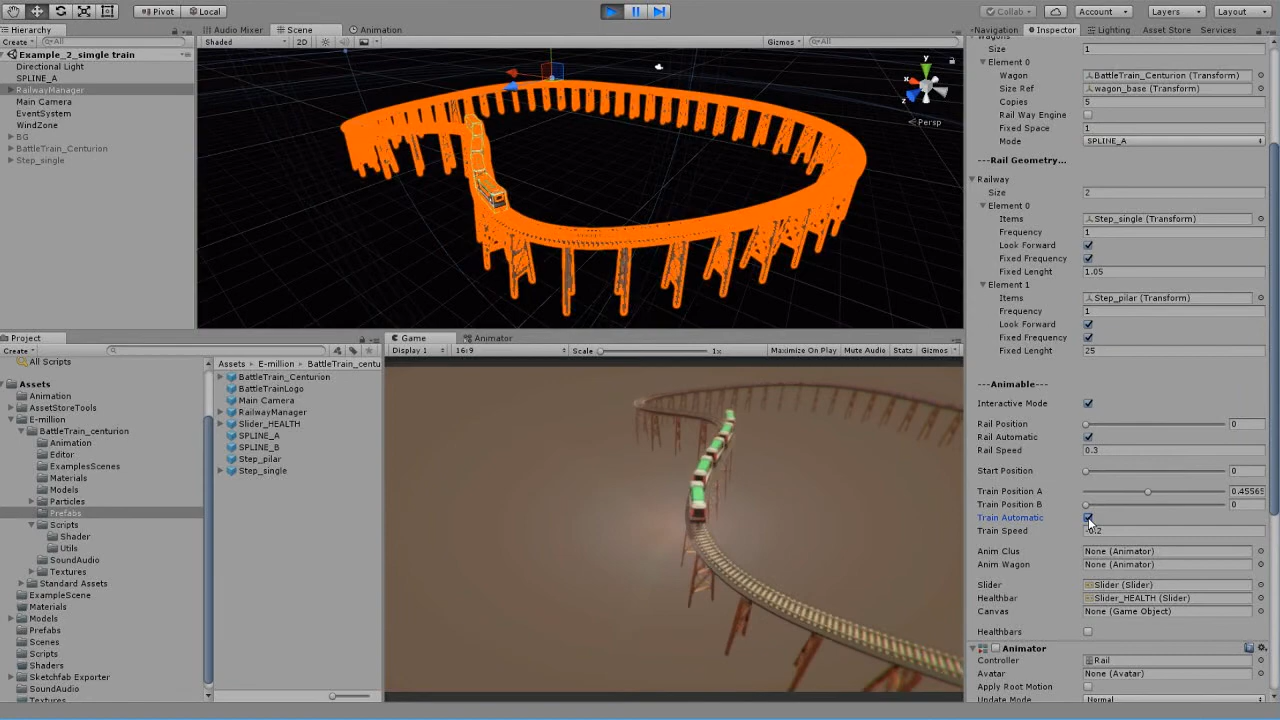 Pivot Local
Collab Account Layers Layout
Hierarchy
Create All
Example_2_simgle train
Directional Light
SPLINE_A
RailwayManager
Main Camera
EventSystem
WindZone
BG
BattleTrain_Centurion
Step_single
Audio Mixer Scene Animation
Shaded 2D Gizmos All
y
x
z
Persp
Project
Create
All Scripts
Assets
Animation
AssetStoreTools
E-million
BattleTrain_centurion
Animation
Editor
ExamplesScenes
Materials
Models
Particles
Prefabs
Scripts
Shader
Utils
SoundAudio
Textures
Standard Assets
ExampleScene
Materials
Models
Prefabs
Scenes
Scripts
Shaders
Sketchfab Exporter
SoundAudio
Textures
Assets E-million BattleTrain_centu
BattleTrain_Centurion
BattleTrainLogo
Main Camera
RailwayManager
Slider_HEALTH
SPLINE_A
SPLINE_B
Step_pilar
Step_single
Game Animator
Display 1 16:9 Scale 1x Maximize On Play Mute Audio Stats Gizmos
Navigation Inspector Lighting Asset Store Services
Wagons
Size 1
Element 0
Wagon BattleTrain_Centurion (Transform)
Size Ref wagon_base (Transform)
Copies 5
Rail Way Engine
Fixed Space 1
Mode SPLINE_A
---Rail Geometry...
Railway
Size 2
Element 0
Items Step_single (Transform)
Frequency 1
Look Forward
Fixed Frequency
Fixed Lenght 1.05
Element 1
Items Step_pilar (Transform)
Frequency 1
Look Forward
Fixed Frequency
Fixed Lenght 25
---Animable---
Interactive Mode
Rail Position 0
Rail Automatic
Rail Speed 0.3
Start Position 0
Train Position A 0.45565
Train Position B 0
Train Automatic
Train Speed -0.2
Anim Clus None (Animator)
Anim Wagon None (Animator)
Slider Slider (Slider)
Healthbar Slider_HEALTH (Slider)
Canvas None (Game Object)
Healthbars
Animator
Controller Rail
Avatar None (Avatar)
Apply Root Motion
Update Mode Normal